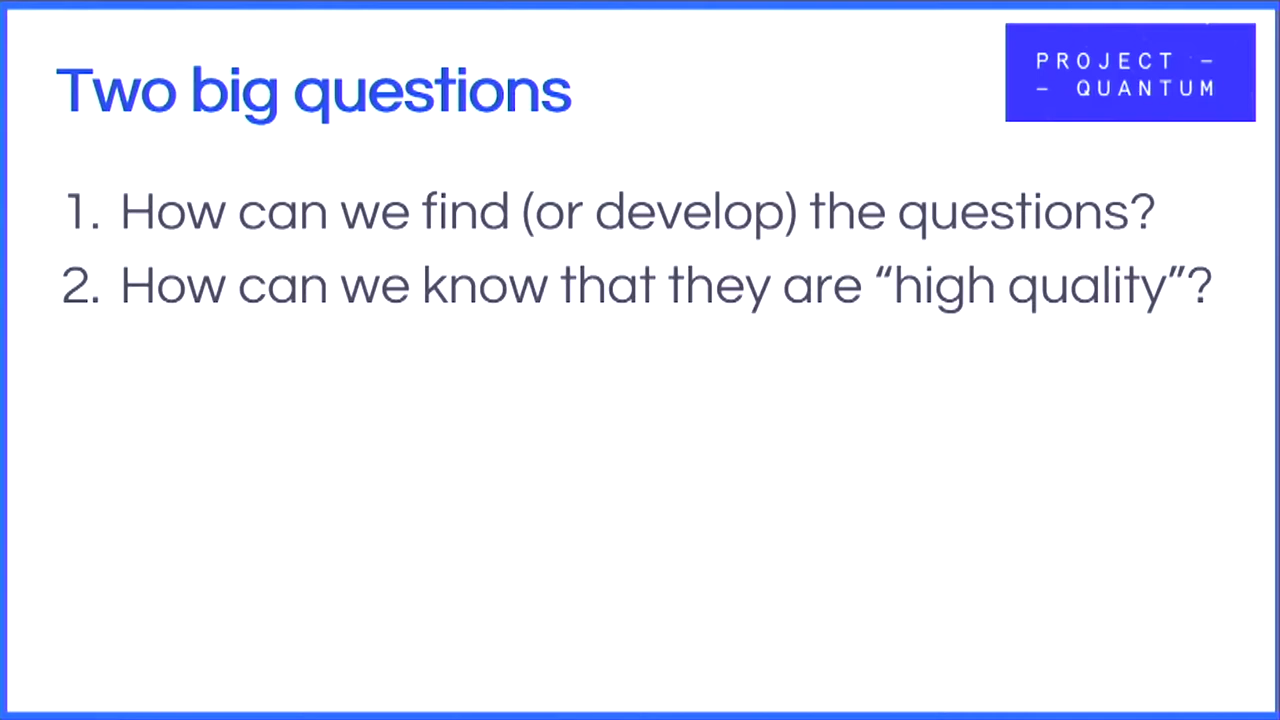 Two big questions
PROJECT –
– QUANTUM
1. How can we find (or develop) the questions?
2. How can we know that they are “high quality”?